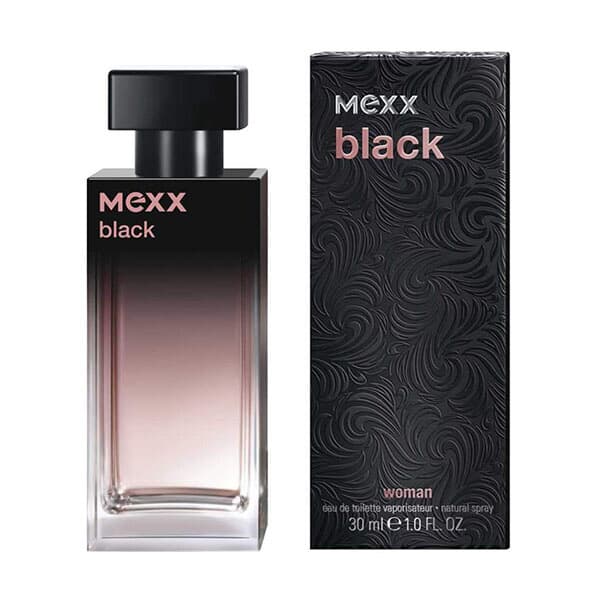 Mexx
black
Mexx
black
woman
eau de toilette vaporisateur • natural spray
30 ml ℮ 1.0 FL. OZ.